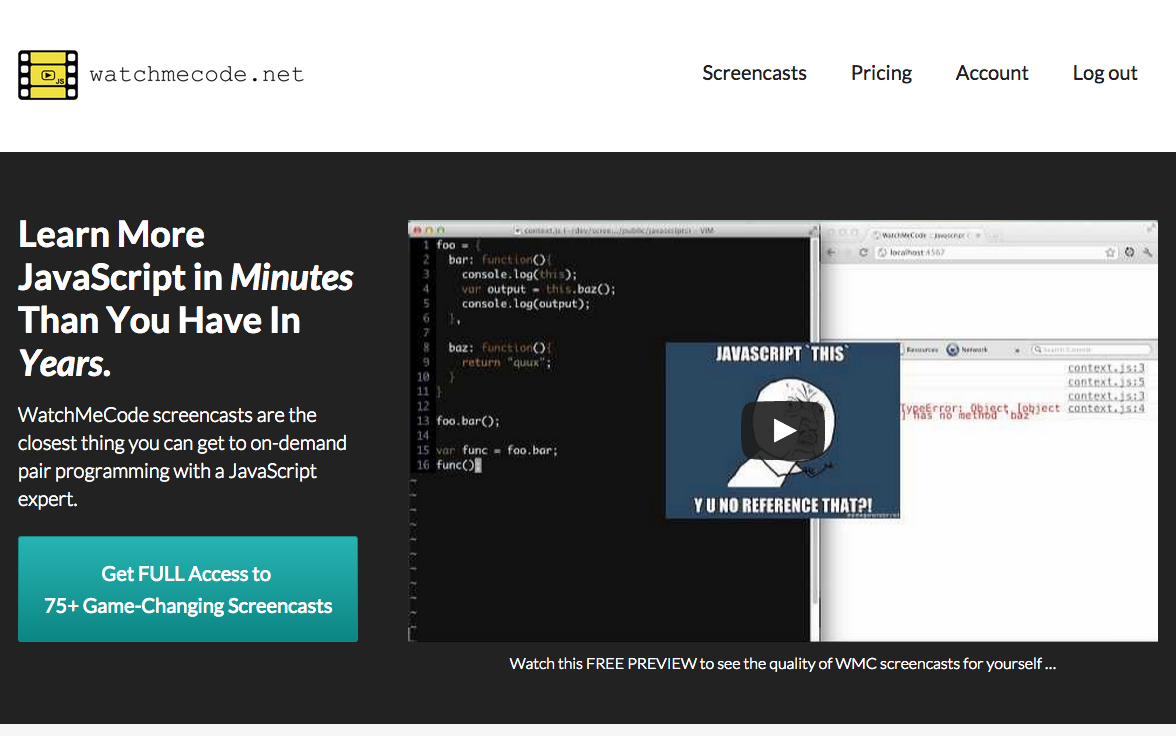 JS
watchmecode.net
Screencasts
Pricing
Account
Log out
Learn More
JavaScript in Minutes
Than You Have In
Years.
WatchMeCode screencasts are the
closest thing you can get to on-demand
pair programming with a JavaScript
expert.
Get FULL Access to
75+ Game-Changing Screencasts
context.js (~/dev/scree.../public/javascripts) - VIM
1 foo = {
2 bar: function(){
3 console.log(this);
4 var output = this.baz();
5 console.log(output);
6 },
7
8 baz: function(){
9 return "quux";
10 }
11 }
12
13 foo.bar();
14
15 var func = foo.bar;
16 func();
WatchMeCode :: Javascript
localhost:4567
Resources
Network
context.js:3
context.js:5
context.js:3
TypeError: Object [object
context.js:4
has no method 'baz'
JAVASCRIPT `THIS`
Y U NO REFERENCE THAT?!
Watch this FREE PREVIEW to see the quality of WMC screencasts for yourself ...